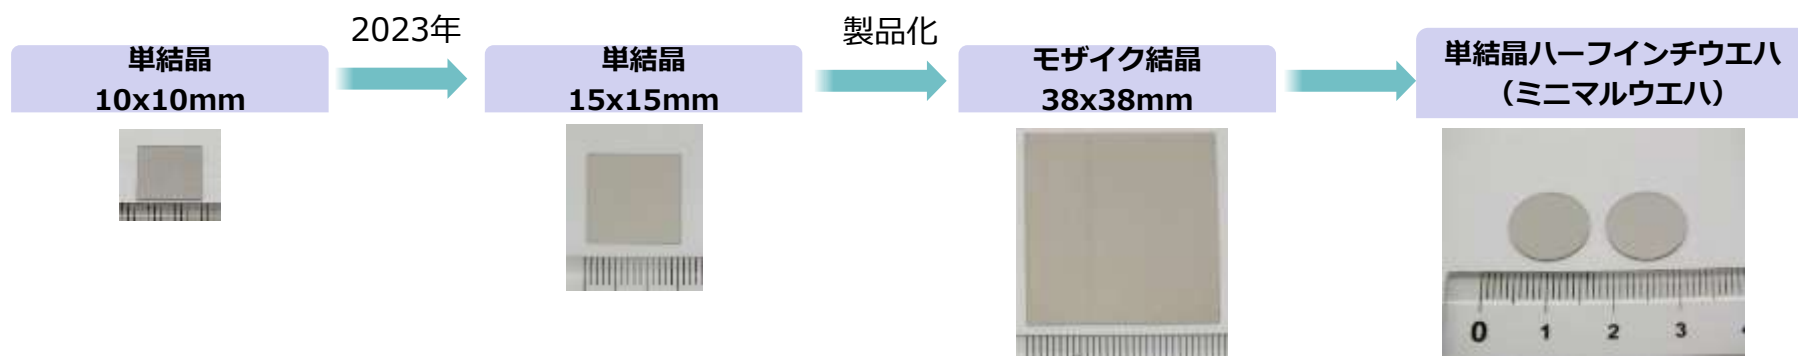 単結晶
10x10mm
2023年
単結晶
15x15mm
製品化
モザイク結晶
38x38mm
単結晶ハーフインチウエハ
（ミニマルウエハ）
0 1 2 3